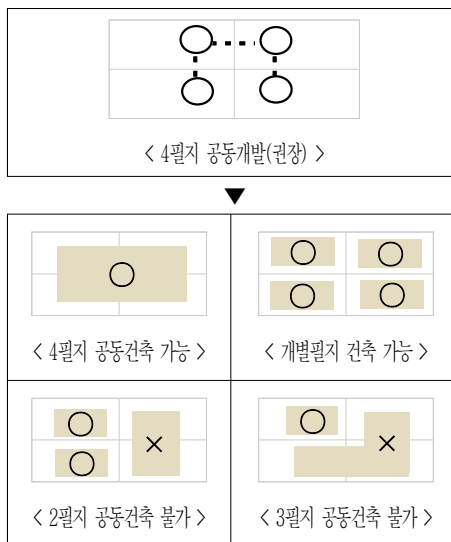 < 4필지 공동개발(권장) >
< 4필지 공동건축 가능 >
< 개별필지 건축 가능 >
< 2필지 공동건축 불가 >
< 3필지 공동건축 불가 >